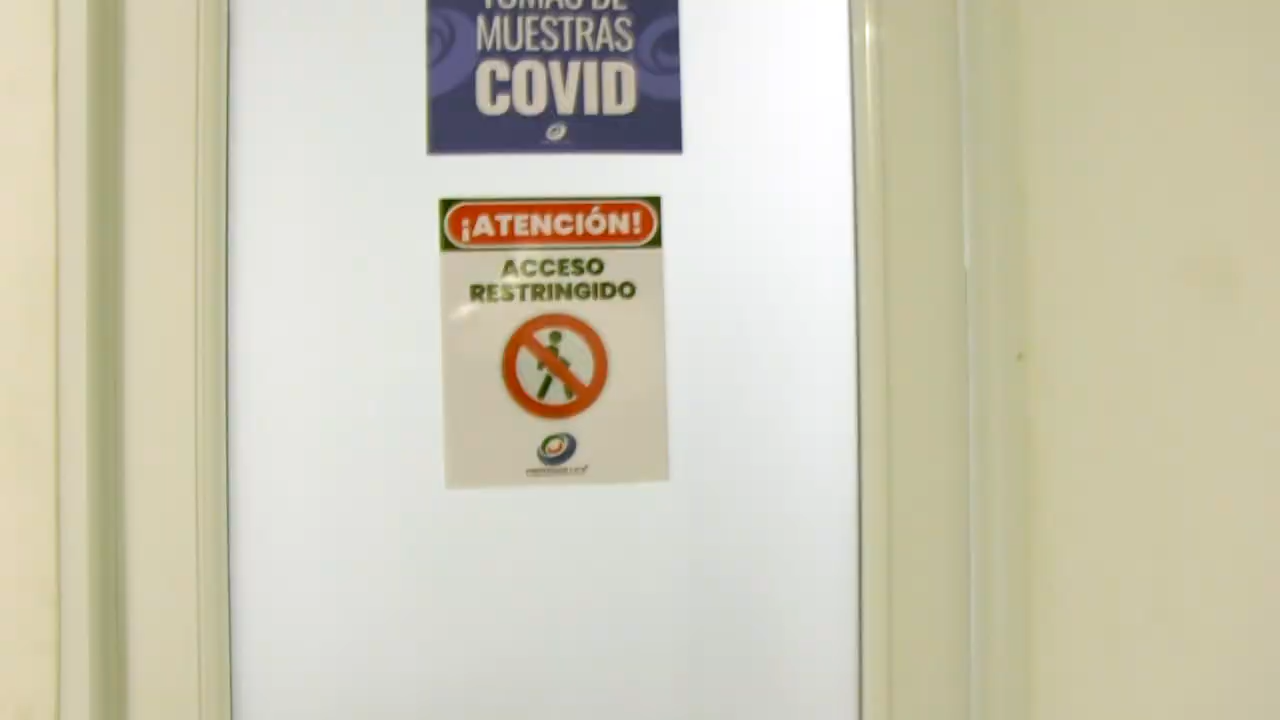 TOMAS DE
MUESTRAS
COVID
¡ATENCIÓN!
ACCESO
RESTRINGIDO